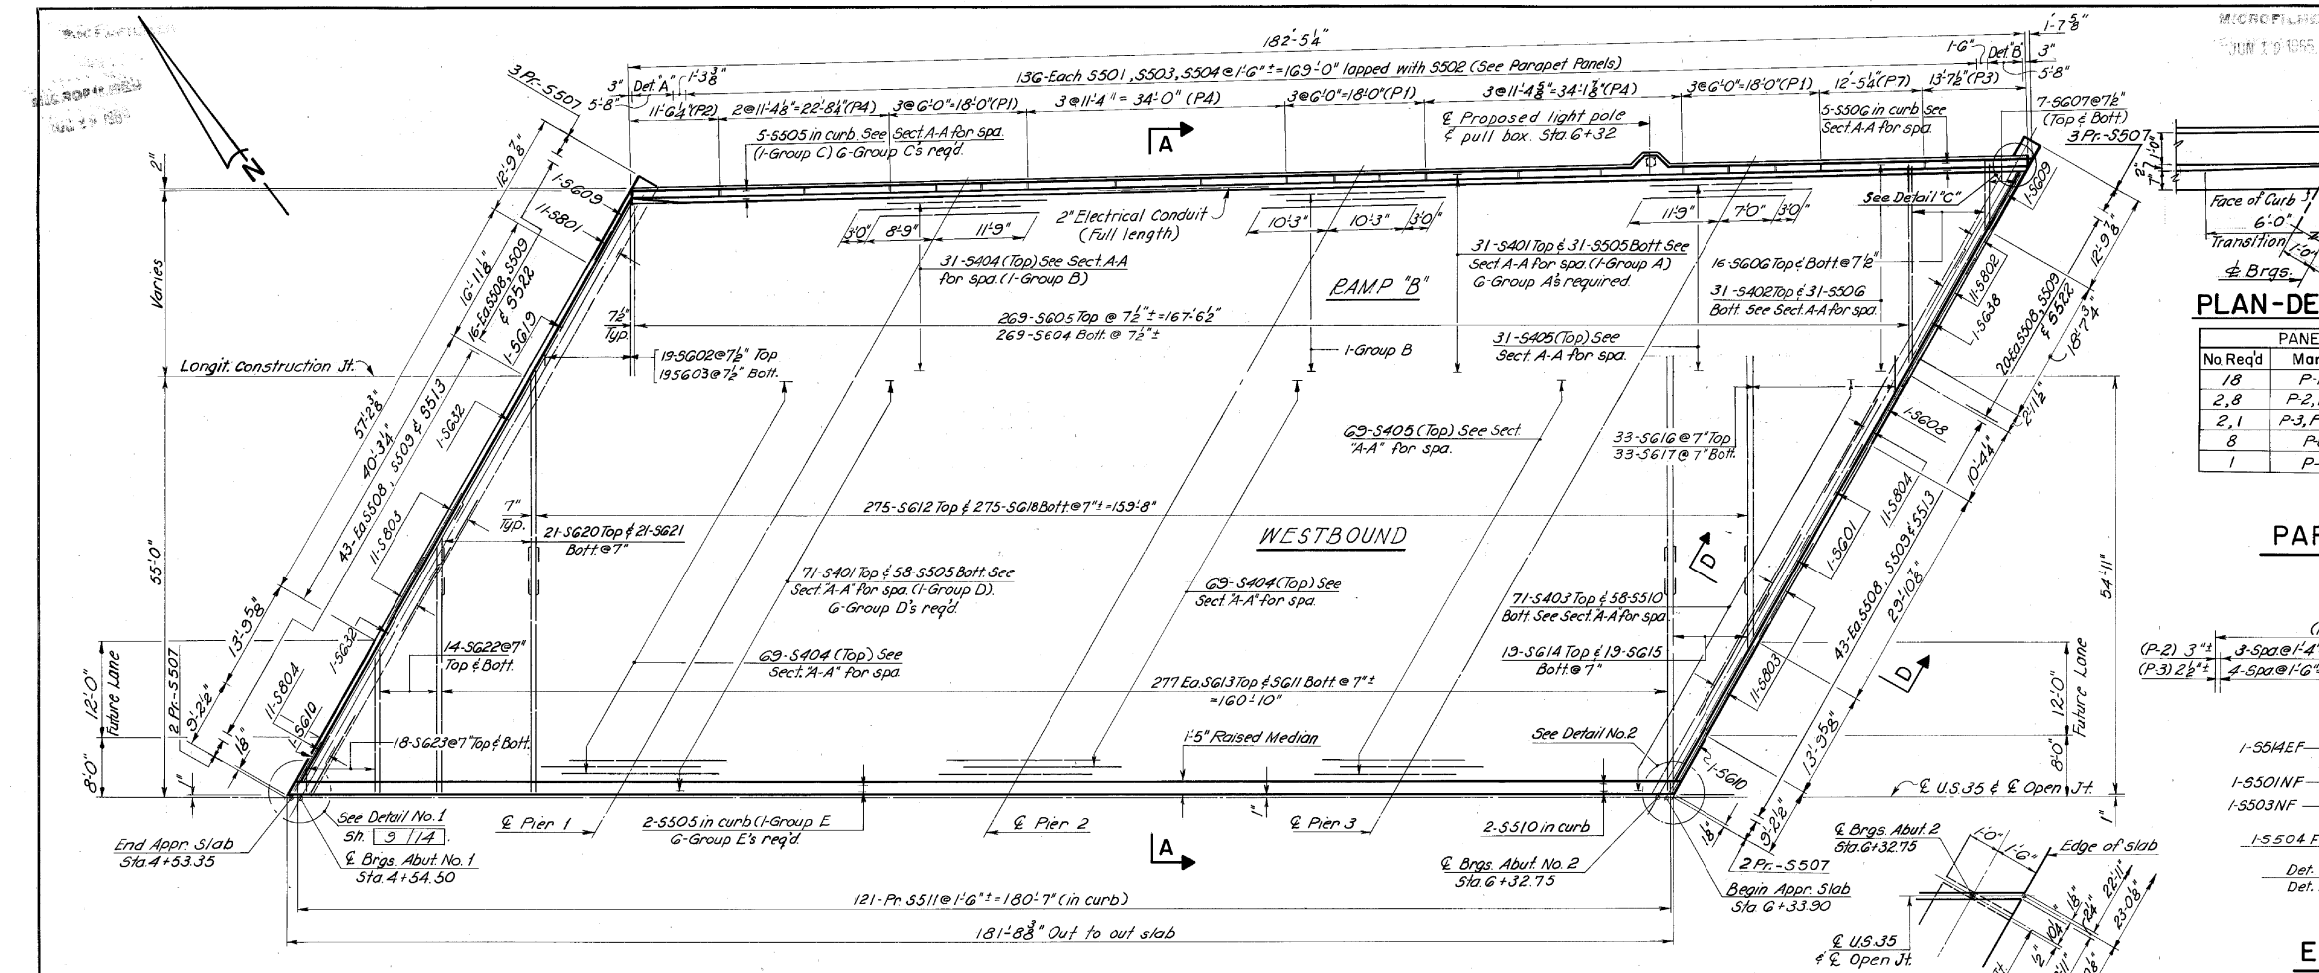 182'-5¼"
1'-7⅝"
136-Each S501, S503, S504 @ 1'-6"± = 169'-0" lapped with S502 (See Parapet Panels)
1'-6"
Det. "B"
3"
5'-8"
3 Pr.-S507
3"
5'-8"
Det. "A"
1'-3⅜"
11'-6¼" (P2)
2@11'-4⅛"=22'-8¼" (P4)
3@6'-0"=18'-0" (P1)
3@11'-4"= 34'-0" (P4)
3@6'-0"=18'-0" (P1)
3@11'-4⅝"=34'-1⅞" (P4)
3@6'-0"=18'-0" (P1)
12'-5¼" (P7)
13'-7½" (P3)
7-S607@7½"
(Top & Bott)
3 Pr.-S507
5-S505 in curb. See Sect. A-A for spa.
(1-Group C) 6-Group C's req'd.
A
℄ Proposed light pole
& pull box. Sta. 6+32
5-S506 in curb See
Sect. A-A for spa.
N
2"
12'-9⅞"
1-S609
11-S801
See Detail "C"
1-S609
Face of Curb
6'-0"
Transition
1'-0"
℄ Brgs.
PLAN-DE
3'-0"
8'-9"
11'-9"
2" Electrical Conduit
(Full length)
10'-3"
10'-3"
3'-0"
11'-9"
7'-0"
3'-0"
Varies
16'-11⅛"
16-Ea. S508, S509
& S522
1-S619
31-S404 (Top) See Sect. A-A
for spa. (1-Group B)
RAMP "B"
31-S401 Top & 31-S505 Bott. See
Sect. A-A for spa. (1-Group A)
6-Group A's required.
16-S606 Top & Bott. @ 7½"
31-S402 Top & 31-S506
Bott. See Sect. A-A for spa.
11-S802
1-S638
20-Ea. S508, S509
& S522
12'-9⅞"
18'-7¾"
7½"
Typ.
269-S605 Top @ 7½"± = 167'-6½"
269-S604 Bott. @ 7½"±
19-S602@7½" Top
19S603@7½" Bott.
1-Group B
31-S405 (Top) See
Sect. A-A for spa.
Longit. Construction Jt.
PANE
No. Req'd
18
2,8
2,1
8
1
57'-2⅜"
40'-3¼"
43-Ea. S508, S509 & S513
1-S632
11-S803
69-S405 (Top) See Sect.
"A-A" for spa.
33-S616 @ 7" Top
33-S617 @ 7" Bott.
1-S608
2'-11½"
10'-4¼"
7"
Typ.
275-S612 Top & 275-S618 Bott. @ 7"± = 159'-8"
21-S620 Top & 21-S621
Bott. @ 7"
WESTBOUND
D
11-S804
1-S601
43-Ea. S508, S509 & S513
29'-10⅞"
55'-0"
54'-11"
71-S401 Top & 58-S505 Bott. See
Sect. "A-A" for spa. (1-Group D).
6-Group D's req'd.
69-S404 (Top) See
Sect. "A-A" for spa.
71-S403 Top & 58-S510
Bott. See Sect. "A-A" for spa.
13'-9⅝"
1-S632
14-S622@7"
Top & Bott.
69-S404 (Top) See
Sect. "A-A" for spa.
19-S614 Top & 19-S615
Bott. @ 7"
11-S803
D
12'-0"
Future Lane
2 Pr.-S507
9'-2½"
11-S804
1-S610
277 Ea. S613 Top & S611 Bott. @ 7"±
=160'-10"
12'-0"
Future Lane
(P-2) 3"± 3-Spa. @ 1'-4"
(P-3) 2½"± 4-Spa. @ 1'-6"
8'-0"
1"
1⅛"
18-S623@7" Top & Bott.
1'-5" Raised Median
See Detail No. 2
13'-9⅝"
8'-0"
1-S610
1-S514EF
1-S501NF
1-S503NF
1-S504 F
Det.
Det.
End Appr. Slab
Sta. 4+53.35
See Detail No. 1
Sh. 9/14.
℄ Brgs. Abut. No. 1
Sta. 4+54.50
℄ Pier 1
2-S505 in curb (1-Group E
6-Group E's req'd.
℄ Pier 2
A
1"
℄ Pier 3
2-S510 in curb
℄ Brgs. Abut. No. 2
Sta. 6+32.75
1⅛"
9'-2½"
2 Pr.-S507
Begin Appr. Slab
Sta. 6+33.90
℄ U.S. 35 & ℄ Open Jt.
1"
℄ Brgs. Abut. 2
Sta. 6+32.75
1'-0"
1'-6"
Edge of slab
22'-11"
23'-0⅛"
℄ U.S. 35
& ℄ Open Jt.
121-Pr. S511 @ 1'-6"± = 180'-7" (in curb)
181'-8⅜" Out to out slab